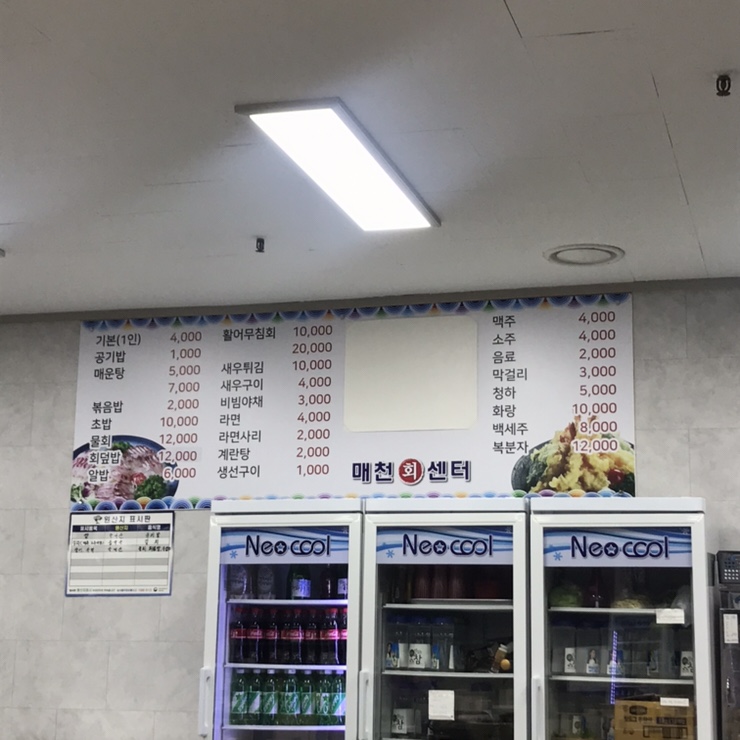 기본(1인) 4,000
공기밥 1,000
매운탕 5,000
7,000
볶음밥 2,000
초밥 10,000
물회 12,000
회덮밥 12,000
알밥 6,000
활어무침회 10,000
20,000
새우튀김 10,000
새우구이 4,000
비빔야채 3,000
라면 4,000
라면사리 2,000
계란탕 2,000
생선구이 1,000
맥주 4,000
소주 4,000
음료 2,000
막걸리 3,000
청하 5,000
화랑 10,000
백세주 8,000
복분자 12,000
매천 회 센터
원산지 표시판
Neo cool
Neo cool
Neo cool
참